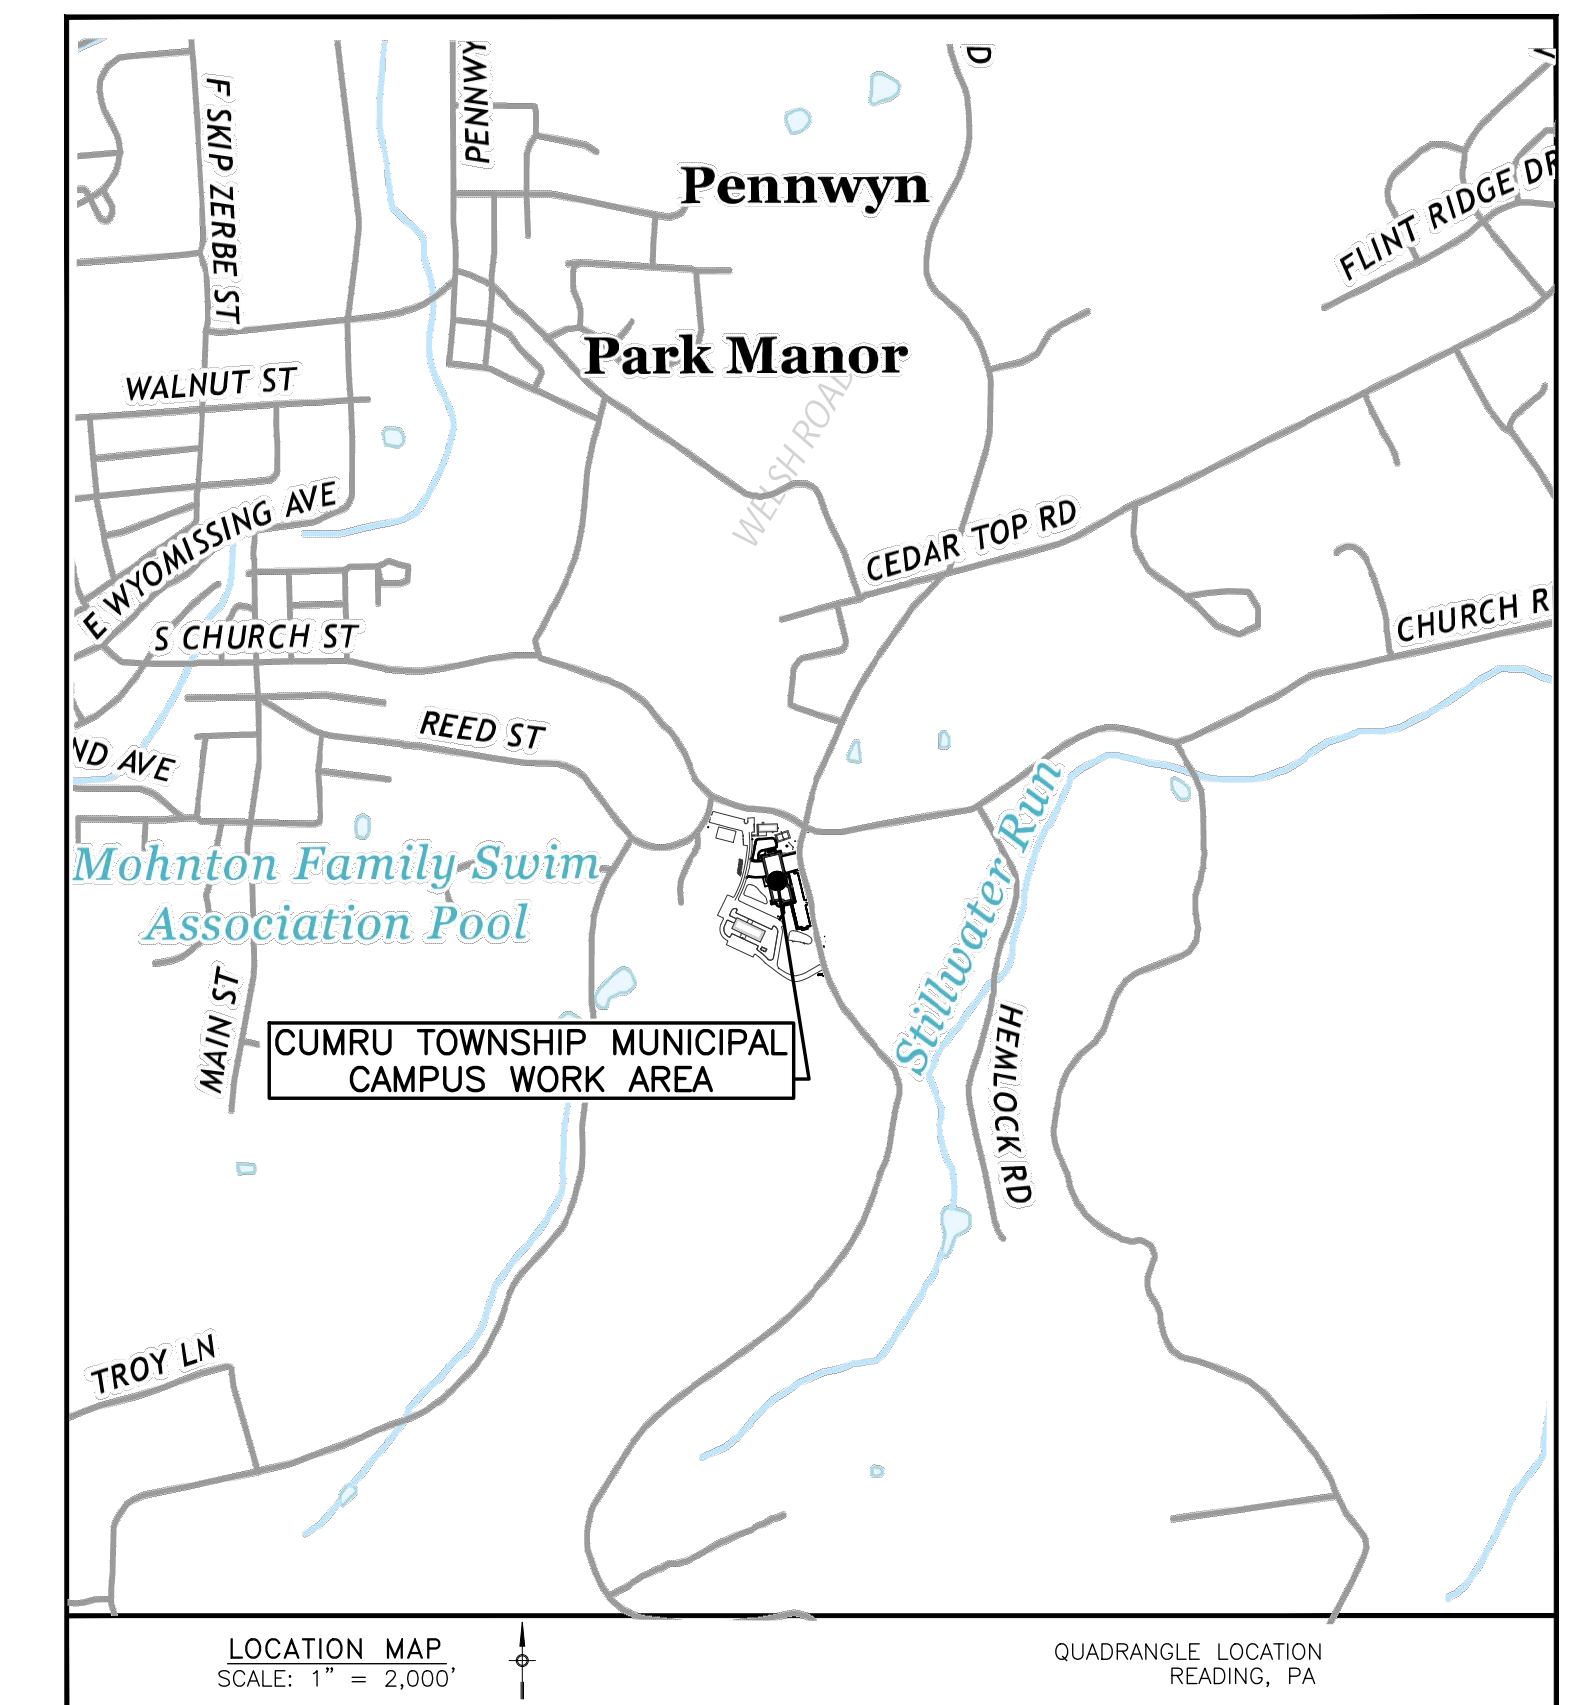 D
F SKIP ZERBE ST
PENNWY
Pennwyn
FLINT RIDGE DR
Park Manor
WALNUT ST
WELSH ROAD
E WYOMISSING AVE
CEDAR TOP RD
S CHURCH ST
CHURCH R
REED ST
ND AVE
Stillwater Run
Mohnton Family Swim
Association Pool
MAIN ST
HEMLOCK RD
CUMRU TOWNSHIP MUNICIPAL
CAMPUS WORK AREA
TROY LN
LOCATION MAP
SCALE: 1" = 2,000'
QUADRANGLE LOCATION
READING, PA